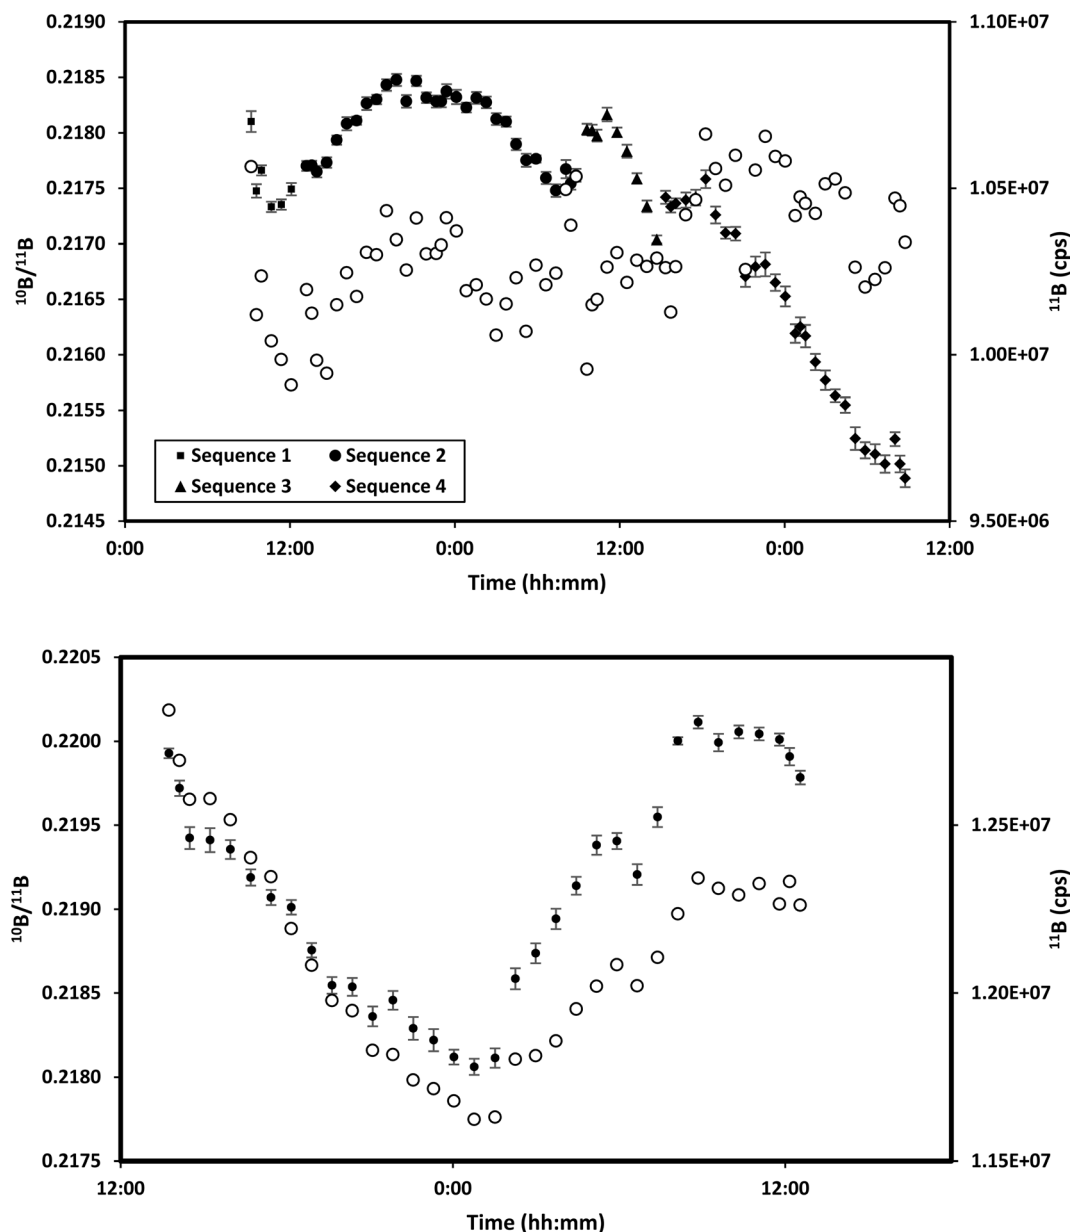 0.2190
0.2185
0.2180
0.2175
0.2170
0.2165
0.2160
0.2155
0.2150
0.2145
¹⁰B/¹¹B
1.10E+07
1.05E+07
1.00E+07
9.50E+06
¹¹B (cps)
Sequence 1 Sequence 2
Sequence 3 Sequence 4
0:00 12:00 0:00 12:00 0:00 12:00
Time (hh:mm)
0.2205
0.2200
0.2195
0.2190
0.2185
0.2180
0.2175
¹⁰B/¹¹B
1.25E+07
1.20E+07
1.15E+07
¹¹B (cps)
12:00 0:00 12:00
Time (hh:mm)